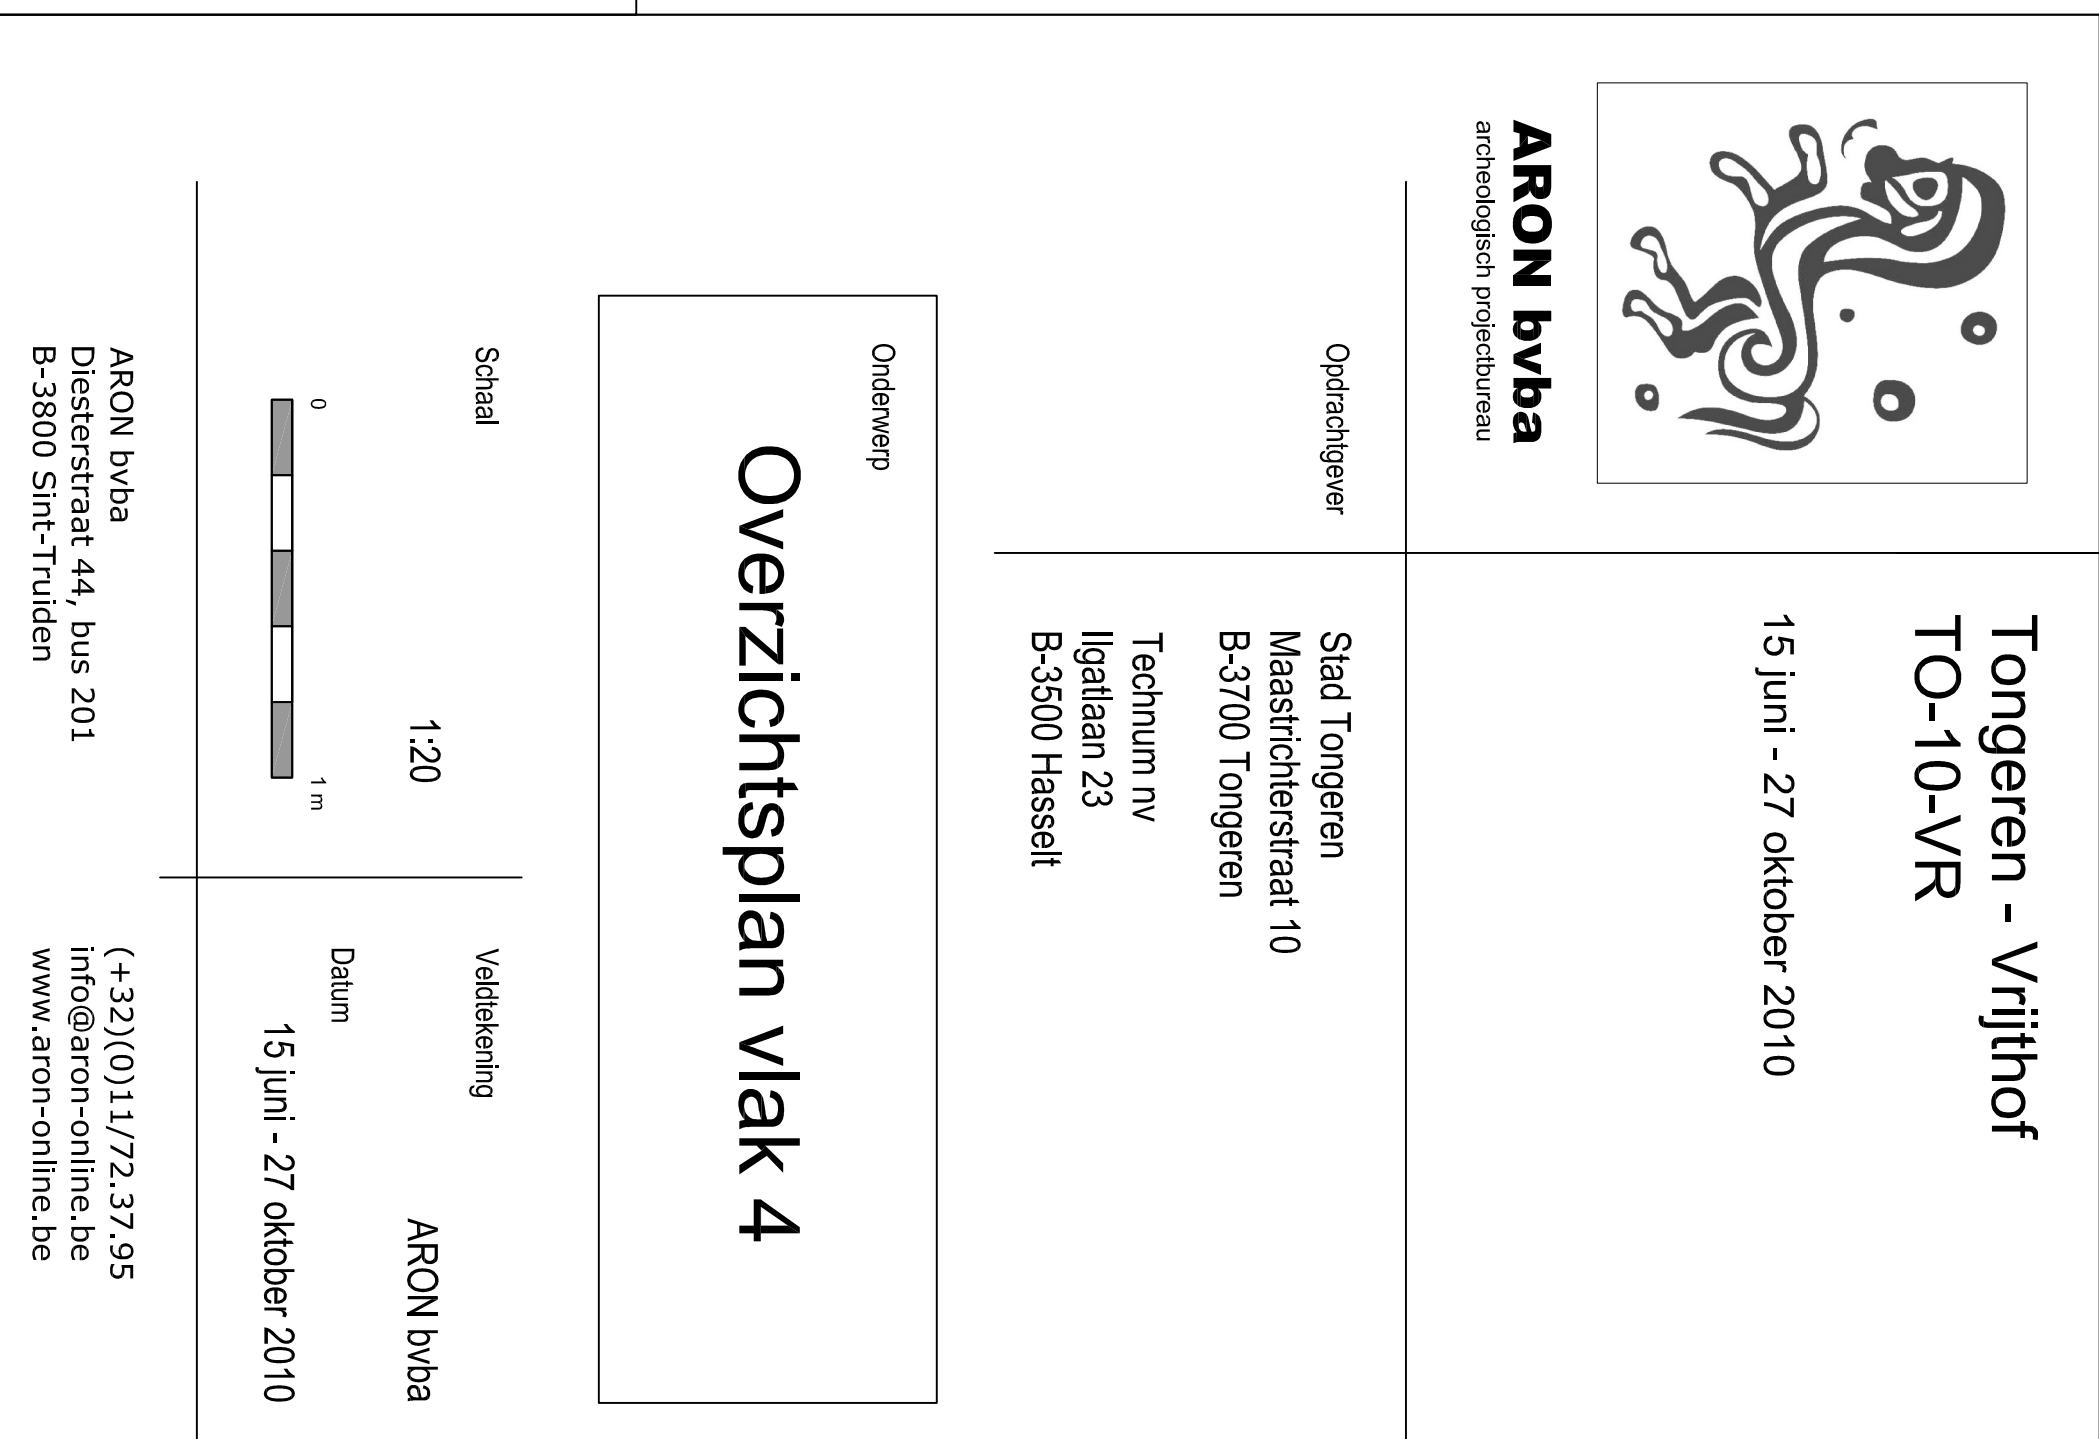 ARON bvba
archeologisch projectbureau
Tongeren - Vrijthof
TO-10-VR
15 juni - 27 oktober 2010
Opdrachtgever
Stad Tongeren
Maastrichterstraat 10
B-3700 Tongeren
Technum nv
Ilgatlaan 23
B-3500 Hasselt
Onderwerp
Overzichtsplan vlak 4
Schaal
1:20
0 1 m
Veldtekening
ARON bvba
Datum
15 juni - 27 oktober 2010
ARON bvba
Diesterstraat 44, bus 201
B-3800 Sint-Truiden
(+32)(0)11/72.37.95
info@aron-online.be
www.aron-online.be